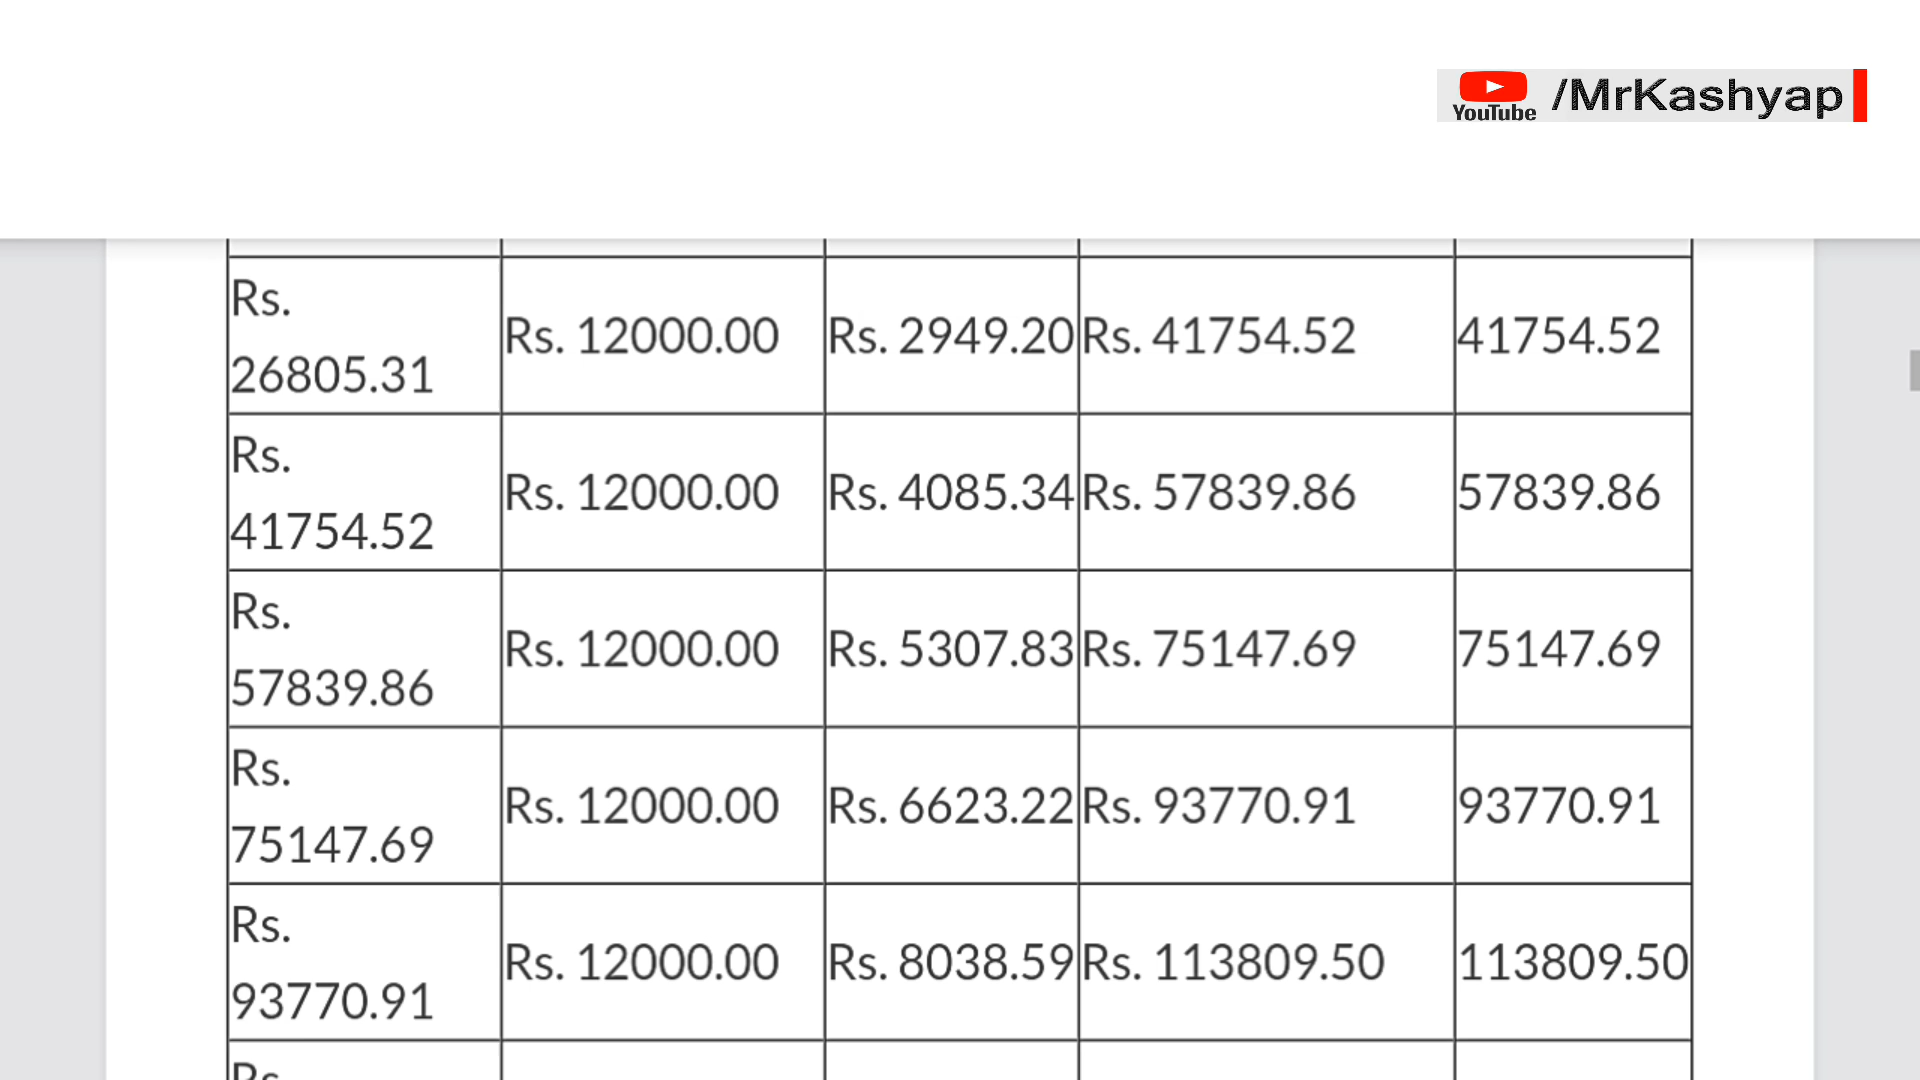 YouTube /MrKashyap
Rs.
26805.31
Rs. 12000.00
Rs. 2949.20
Rs. 41754.52
41754.52
Rs.
41754.52
Rs. 12000.00
Rs. 4085.34
Rs. 57839.86
57839.86
Rs.
57839.86
Rs. 12000.00
Rs. 5307.83
Rs. 75147.69
75147.69
Rs.
75147.69
Rs. 12000.00
Rs. 6623.22
Rs. 93770.91
93770.91
Rs.
93770.91
Rs. 12000.00
Rs. 8038.59
Rs. 113809.50
113809.50